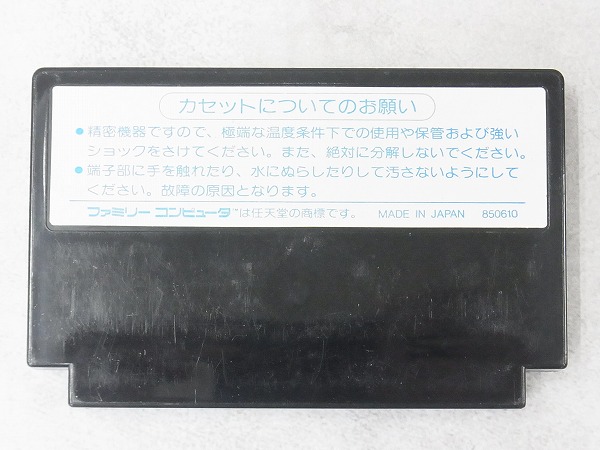 カセットについてのお願い
●精密機器ですので、極端な温度条件下での使用や保管および強い
ショックをさけてください。また、絶対に分解しないでください。
●端子部に手を触れたり、水にぬらしたりして汚さないようにして
ください。故障の原因となります。
ファミリー コンピュータ™は任天堂の商標です。 MADE IN JAPAN 850610